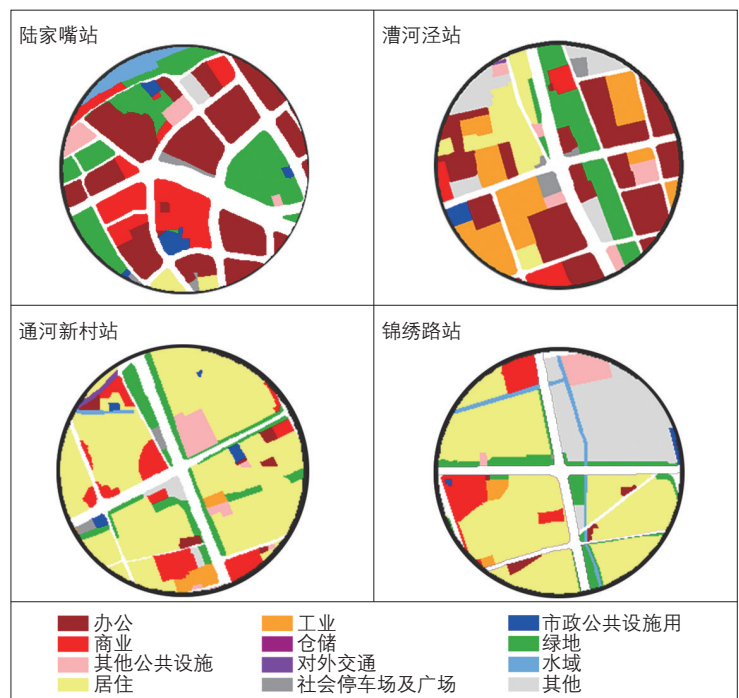 陆家嘴站
漕河泾站
通河新村站
锦绣路站
办公
商业
其他公共设施
居住
工业
仓储
对外交通
社会停车场及广场
市政公共设施用
绿地
水域
其他